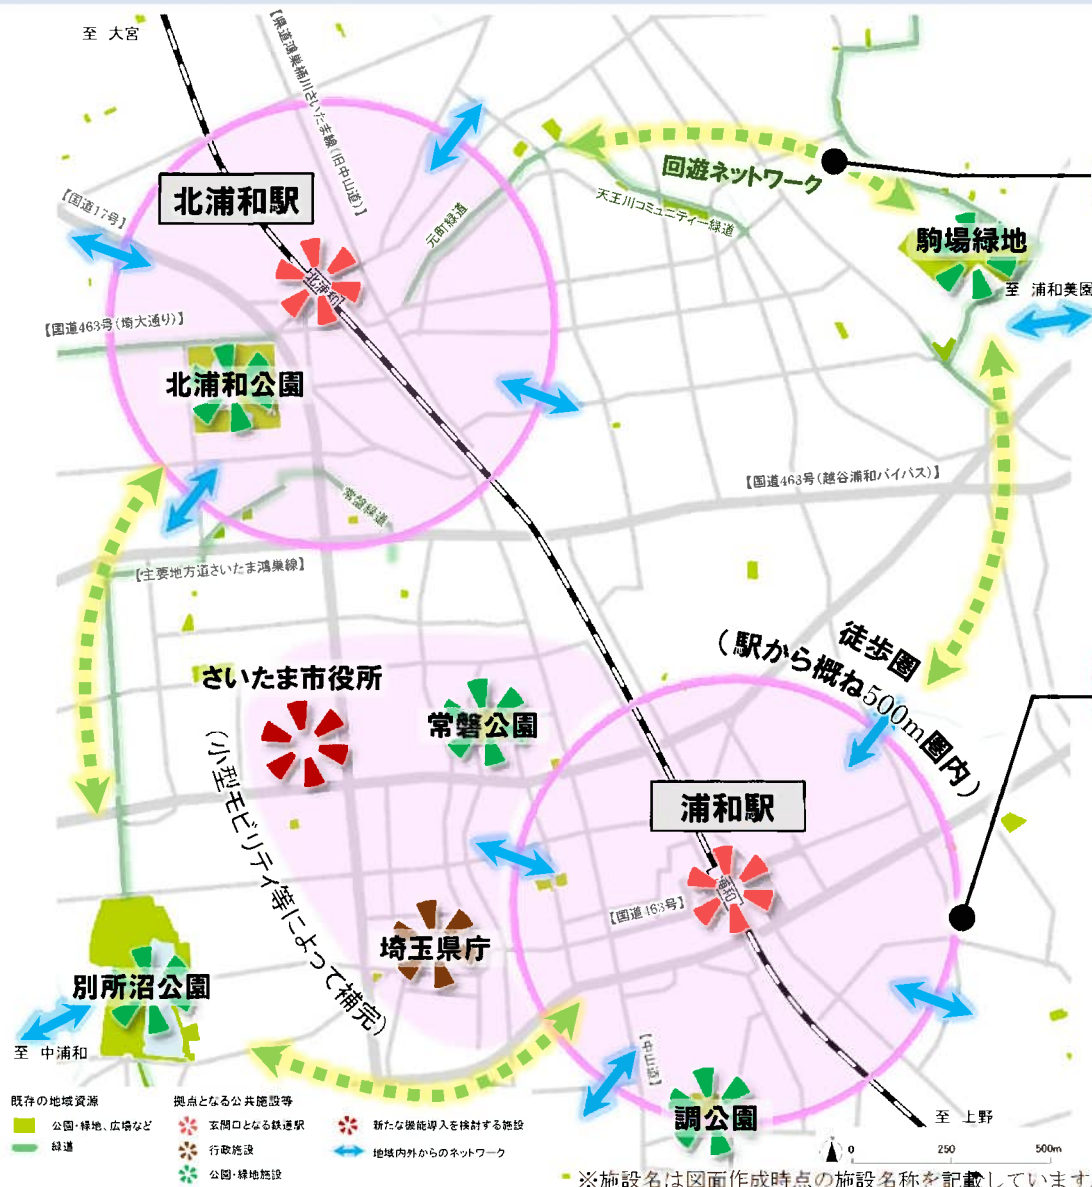 至 大宮
【県道鴻巣桶川さいたま線(旧中山道)】
北浦和駅
【国道17号】
北浦和
元町緑道
回遊ネットワーク
天王川コミュニティー緑道
駒場緑地
至 浦和美園
【国道463号(埼大通り)】
北浦和公園
常盤緑道
【国道463号(越谷浦和バイパス)】
【主要地方道さいたま鴻巣線】
徒歩圏
(駅から概ね500m圏内)
さいたま市役所
常磐公園
(小型モビリティ等によって補完)
浦和駅
浦和
【国道463号】
埼玉県庁
別所沼公園
至 中浦和
【中山道】
調公園
至 上野
既存の地域資源
公園・緑地、広場など
緑道
拠点となる公共施設等
玄関口となる鉄道駅
行政施設
公園・緑地施設
新たな機能導入を検討する施設
地域内外からのネットワーク
0 250 500m
※施設名は図面作成時点の施設名称を記載しています